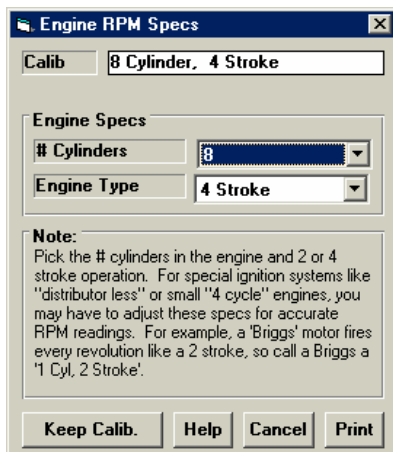 Engine RPM Specs
Calib 8 Cylinder, 4 Stroke
Engine Specs
# Cylinders 8
Engine Type 4 Stroke
Note:
Pick the # cylinders in the engine and 2 or 4
stroke operation. For special ignition systems like
"distributor less" or small "4 cycle" engines, you
may have to adjust these specs for accurate
RPM readings. For example, a 'Briggs' motor fires
every revolution like a 2 stroke, so call a Briggs a
'1 Cyl, 2 Stroke'.
Keep Calib. Help Cancel Print